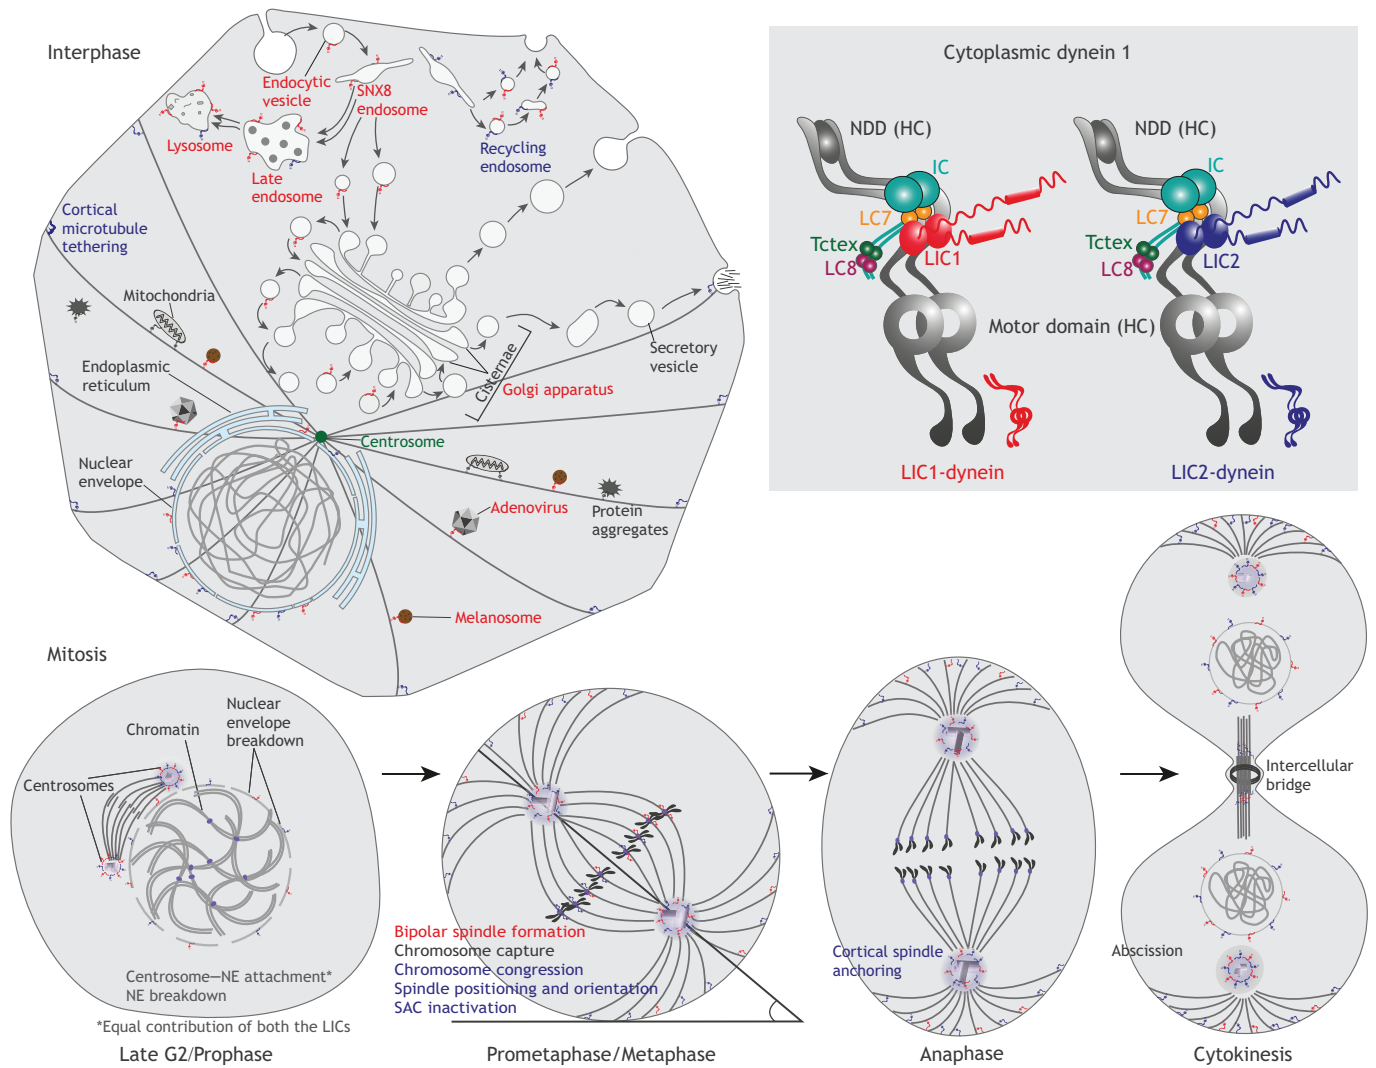 Interphase
Endocytic
vesicle
SNX8
endosome
Lysosome
Late
endosome
Recycling
endosome
Cortical
microtubule
tethering
Mitochondria
Endoplasmic
reticulum
Nuclear
envelope
Cisternae
Golgi apparatus
Secretory
vesicle
Centrosome
Adenovirus
Protein
aggregates
Melanosome
Cytoplasmic dynein 1
NDD (HC)
IC
LC7
Tctex
LC8
LIC1
NDD (HC)
IC
LC7
Tctex
LC8
LIC2
Motor domain (HC)
LIC1-dynein
LIC2-dynein
Mitosis
Nuclear
envelope
breakdown
Chromatin
Centrosomes
Centrosome—NE attachment*
NE breakdown
*Equal contribution of both the LICs
Late G2/Prophase
Bipolar spindle formation
Chromosome capture
Chromosome congression
Spindle positioning and orientation
SAC inactivation
Prometaphase/Metaphase
Cortical spindle
anchoring
Anaphase
Intercellular
bridge
Abscission
Cytokinesis